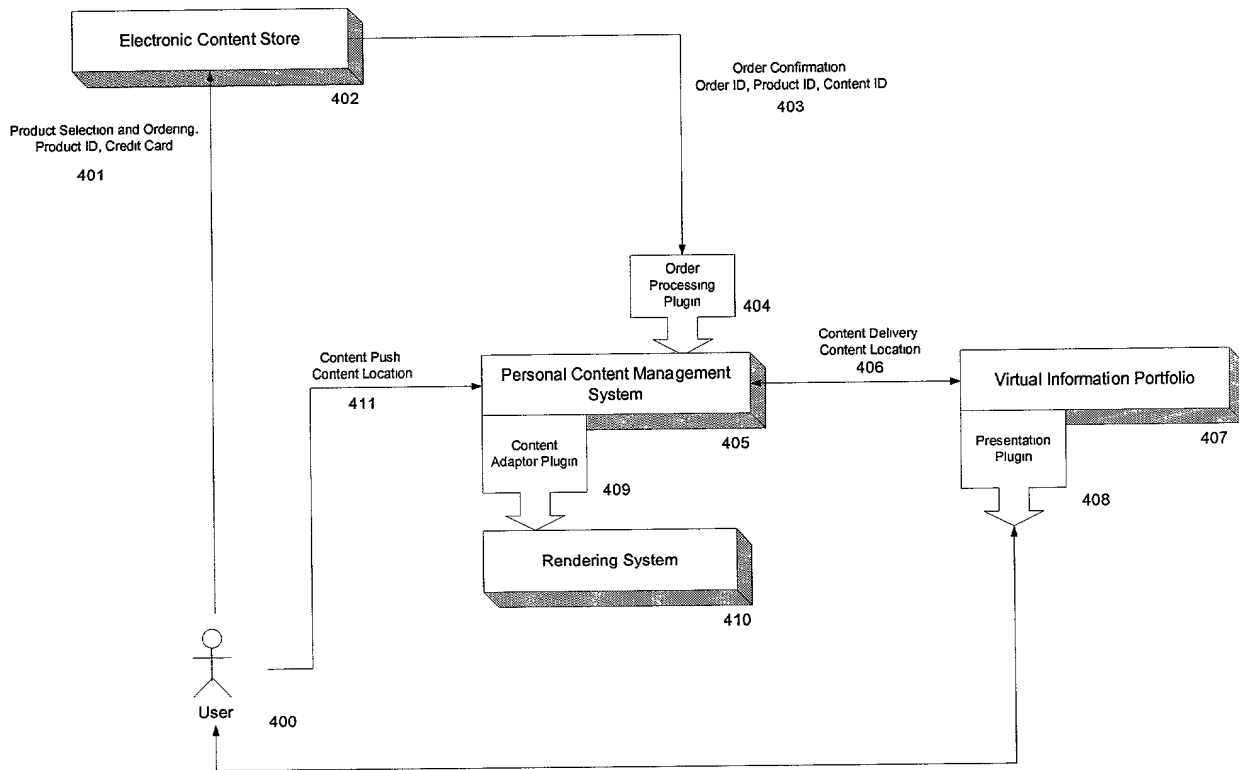 Electronic Content Store
402
Order Confirmation
Order ID, Product ID, Content ID
403
Product Selection and Ordering.
Product ID, Credit Card
401
Order
Processing
Plugin
404
Content Push
Content Location
411
Personal Content Management
System
405
Content Delivery
Content Location
406
Virtual Information Portfolio
407
Content
Adaptor Plugin
409
Presentation
Plugin
408
Rendering System
410
User
400